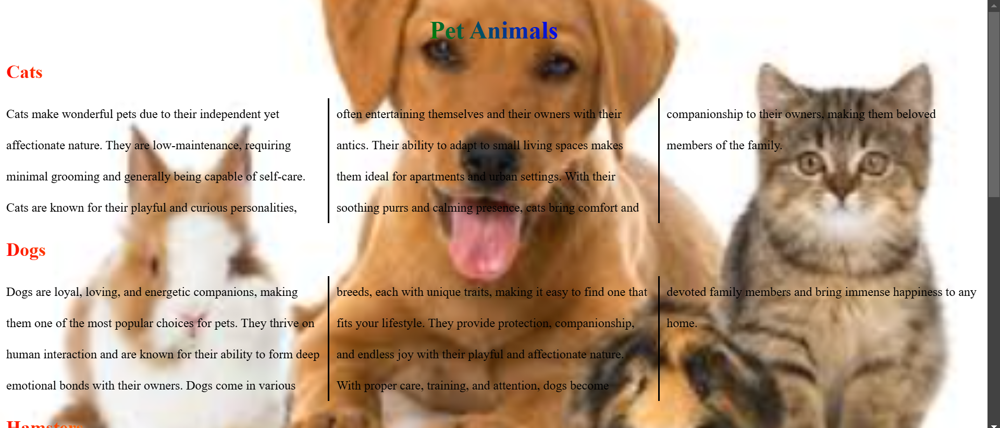 Pet Animals
Cats
Cats make wonderful pets due to their independent yet
affectionate nature. They are low-maintenance, requiring
minimal grooming and generally being capable of self-care.
Cats are known for their playful and curious personalities,
often entertaining themselves and their owners with their
antics. Their ability to adapt to small living spaces makes
them ideal for apartments and urban settings. With their
soothing purrs and calming presence, cats bring comfort and
companionship to their owners, making them beloved
members of the family.
Dogs
Dogs are loyal, loving, and energetic companions, making
them one of the most popular choices for pets. They thrive on
human interaction and are known for their ability to form deep
emotional bonds with their owners. Dogs come in various
breeds, each with unique traits, making it easy to find one that
fits your lifestyle. They provide protection, companionship,
and endless joy with their playful and affectionate nature.
With proper care, training, and attention, dogs become
devoted family members and bring immense happiness to any
home.
Hamsters